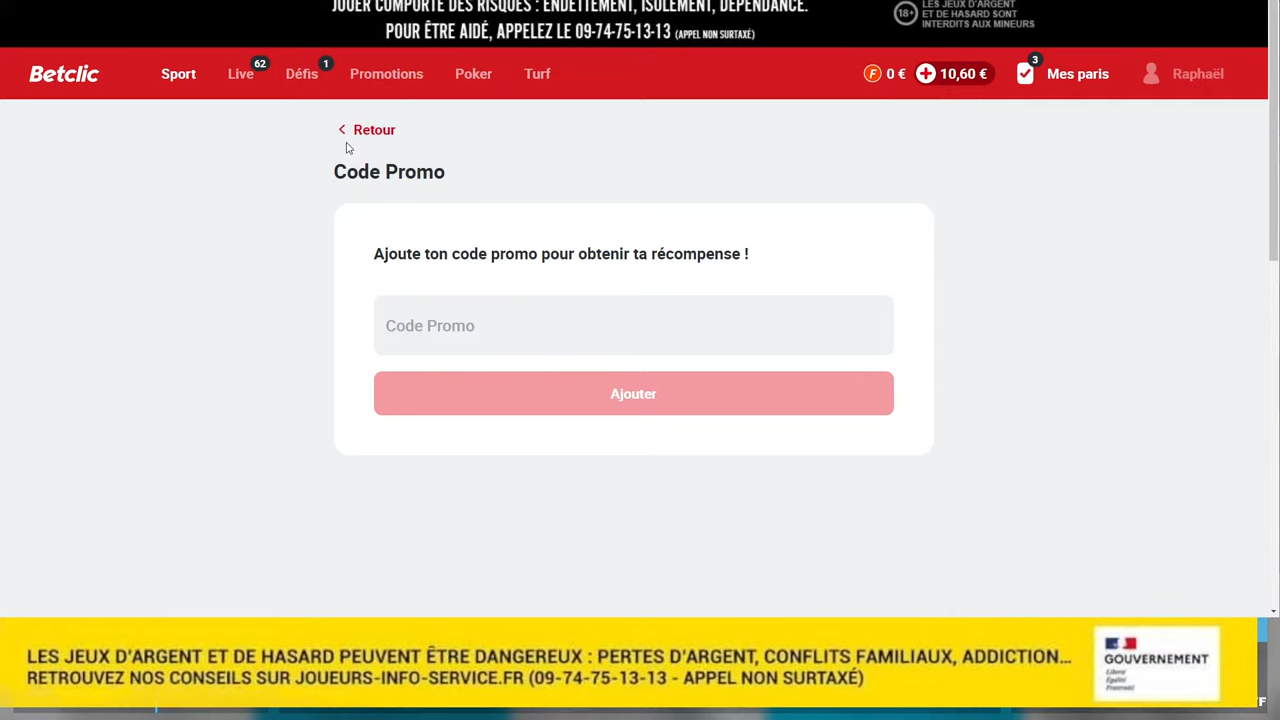 JOUER COMPORTE DES RISQUES : ENDETTEMENT, ISOLEMENT, DÉPENDANCE.
POUR ÊTRE AIDÉ, APPELEZ LE 09-74-75-13-13 (APPEL NON SURTAXÉ)
18+
LES JEUX D'ARGENT
ET DE HASARD SONT
INTERDITS AUX MINEURS
Betclic
Sport
Live
62
Défis
1
Promotions
Poker
Turf
F
0 €
10,60 €
3
Mes paris
Raphaël
Retour
Code Promo
Ajoute ton code promo pour obtenir ta récompense !
Code Promo
Ajouter
LES JEUX D'ARGENT ET DE HASARD PEUVENT ÊTRE DANGEREUX : PERTES D'ARGENT, CONFLITS FAMILIAUX, ADDICTION...
RETROUVEZ NOS CONSEILS SUR JOUEURS-INFO-SERVICE.FR (09-74-75-13-13 - APPEL NON SURTAXÉ)
GOUVERNEMENT
Liberté
Égalité
Fraternité